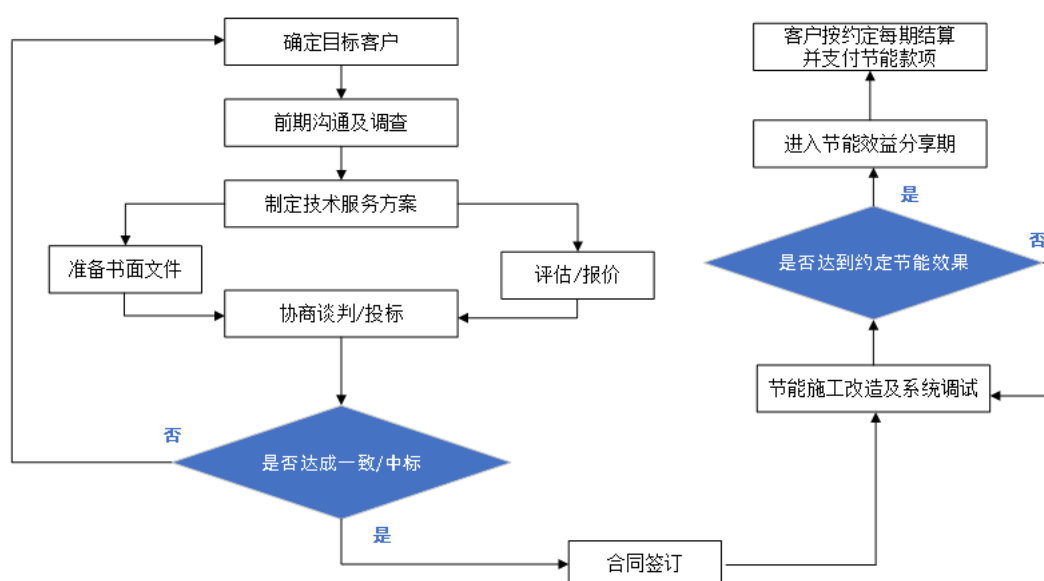 确定目标客户
前期沟通及调查
制定技术服务方案
准备书面文件
评估/报价
协商谈判/投标
否
是否达成一致/中标
是
合同签订
客户按约定每期结算
并支付节能款项
进入节能效益分享期
是
否
是否达到约定节能效果
节能施工改造及系统调试